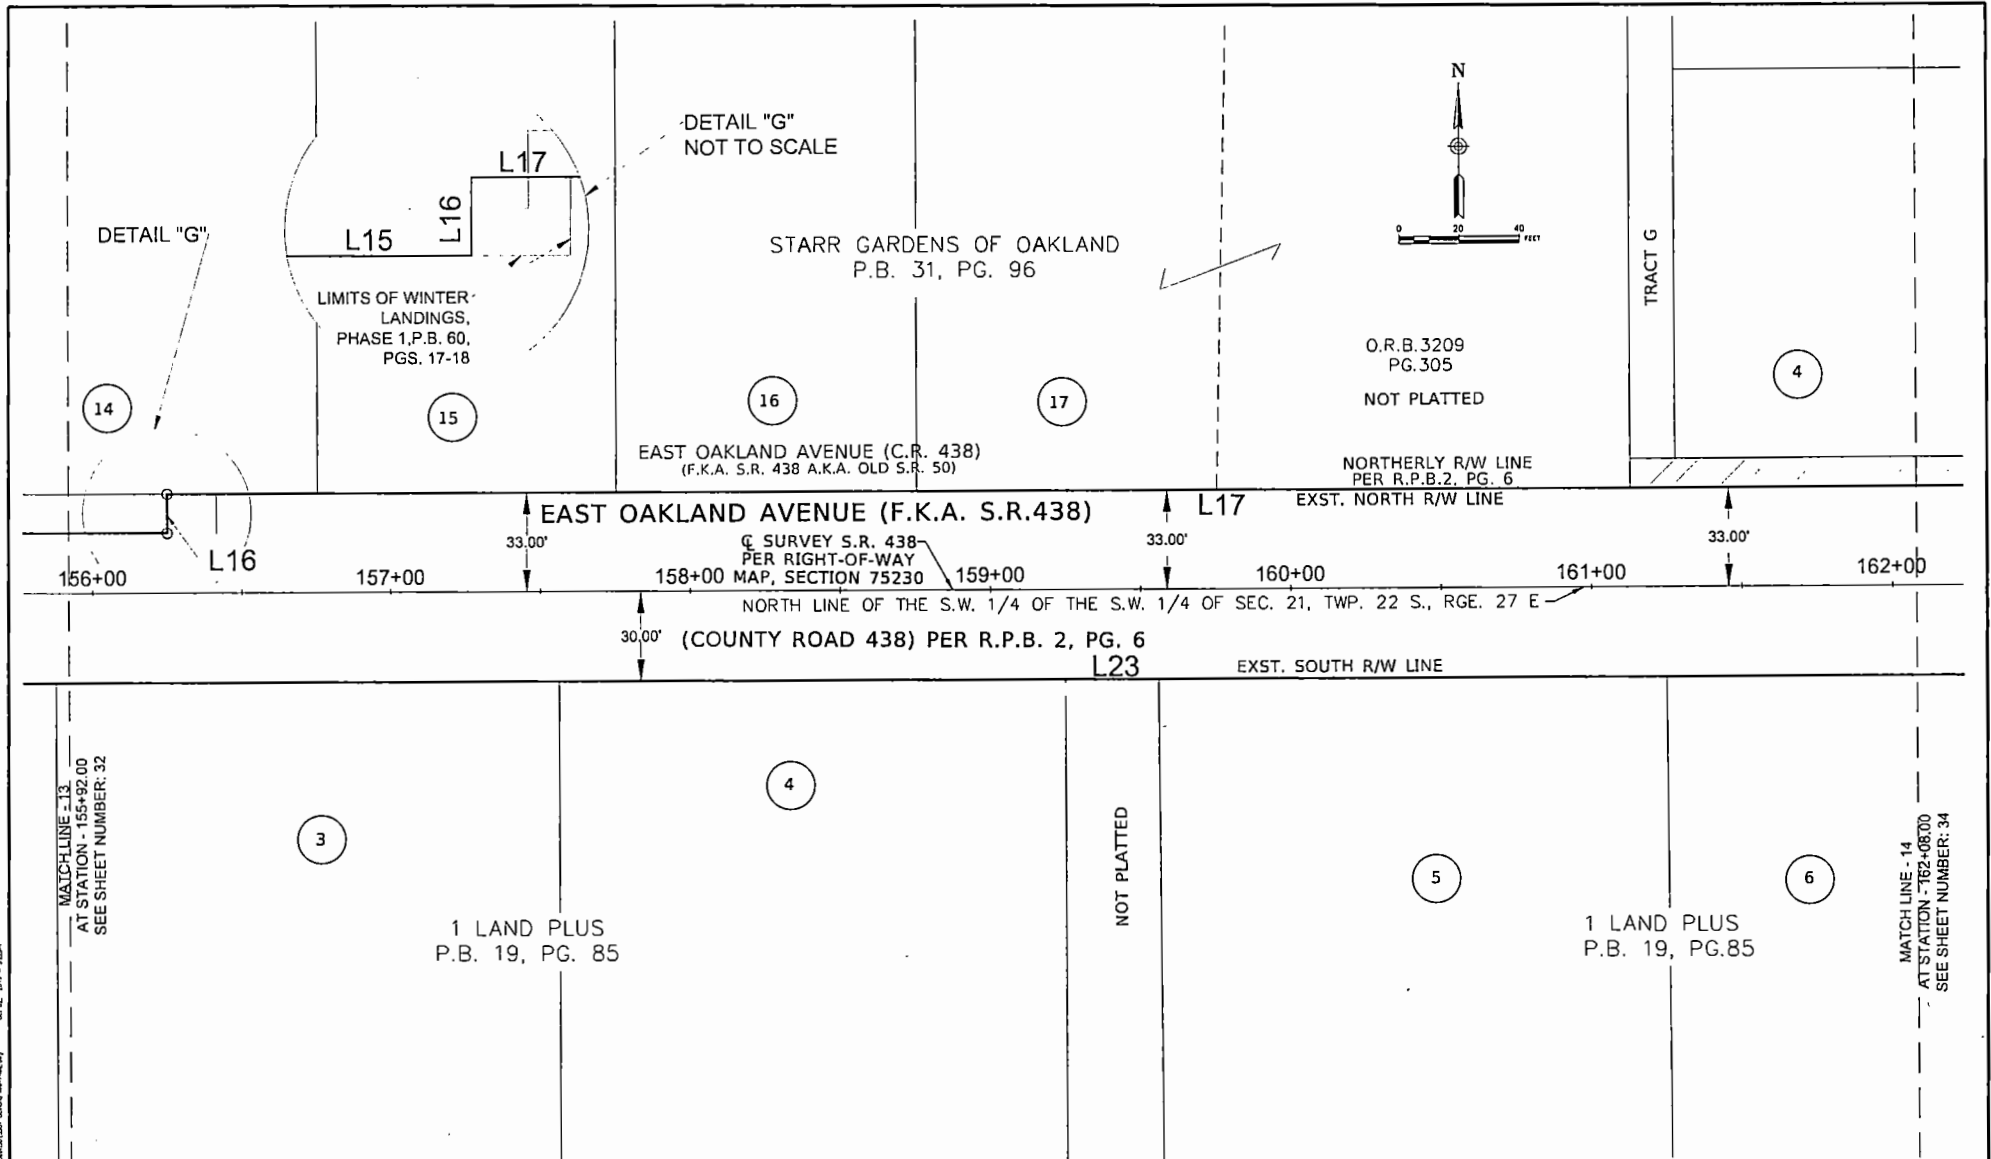 DETAIL "G"
NOT TO SCALE
L17
L16
L15
DETAIL "G"
LIMITS OF WINTER
LANDINGS,
PHASE 1,P.B. 60,
PGS. 17-18
STARR GARDENS OF OAKLAND
P.B. 31, PG. 96
N
0 20 40
FEET
TRACT G
O.R.B.3209
PG.305
NOT PLATTED
14
15
16
17
4
EAST OAKLAND AVENUE (C.R. 438)
(F.K.A. S.R. 438 A.K.A. OLD S.R. 50)
NORTHERLY R/W LINE
PER R.P.B.2, PG. 6
EXST. NORTH R/W LINE
EAST OAKLAND AVENUE (F.K.A. S.R.438)
L17
L16
33.00'
33.00'
33.00'
℄ SURVEY S.R. 438
PER RIGHT-OF-WAY
MAP, SECTION 75230
156+00
157+00
158+00
159+00
160+00
161+00
162+00
NORTH LINE OF THE S.W. 1/4 OF THE S.W. 1/4 OF SEC. 21, TWP. 22 S., RGE. 27 E
30.00'
(COUNTY ROAD 438) PER R.P.B. 2, PG. 6
L23
EXST. SOUTH R/W LINE
MATCH LINE - 13
AT STATION - 155+92.00
SEE SHEET NUMBER: 32
3
4
NOT PLATTED
5
6
1 LAND PLUS
P.B. 19, PG. 85
1 LAND PLUS
P.B. 19, PG.85
MATCH LINE - 14
AT STATION - 162+08.00
SEE SHEET NUMBER: 34